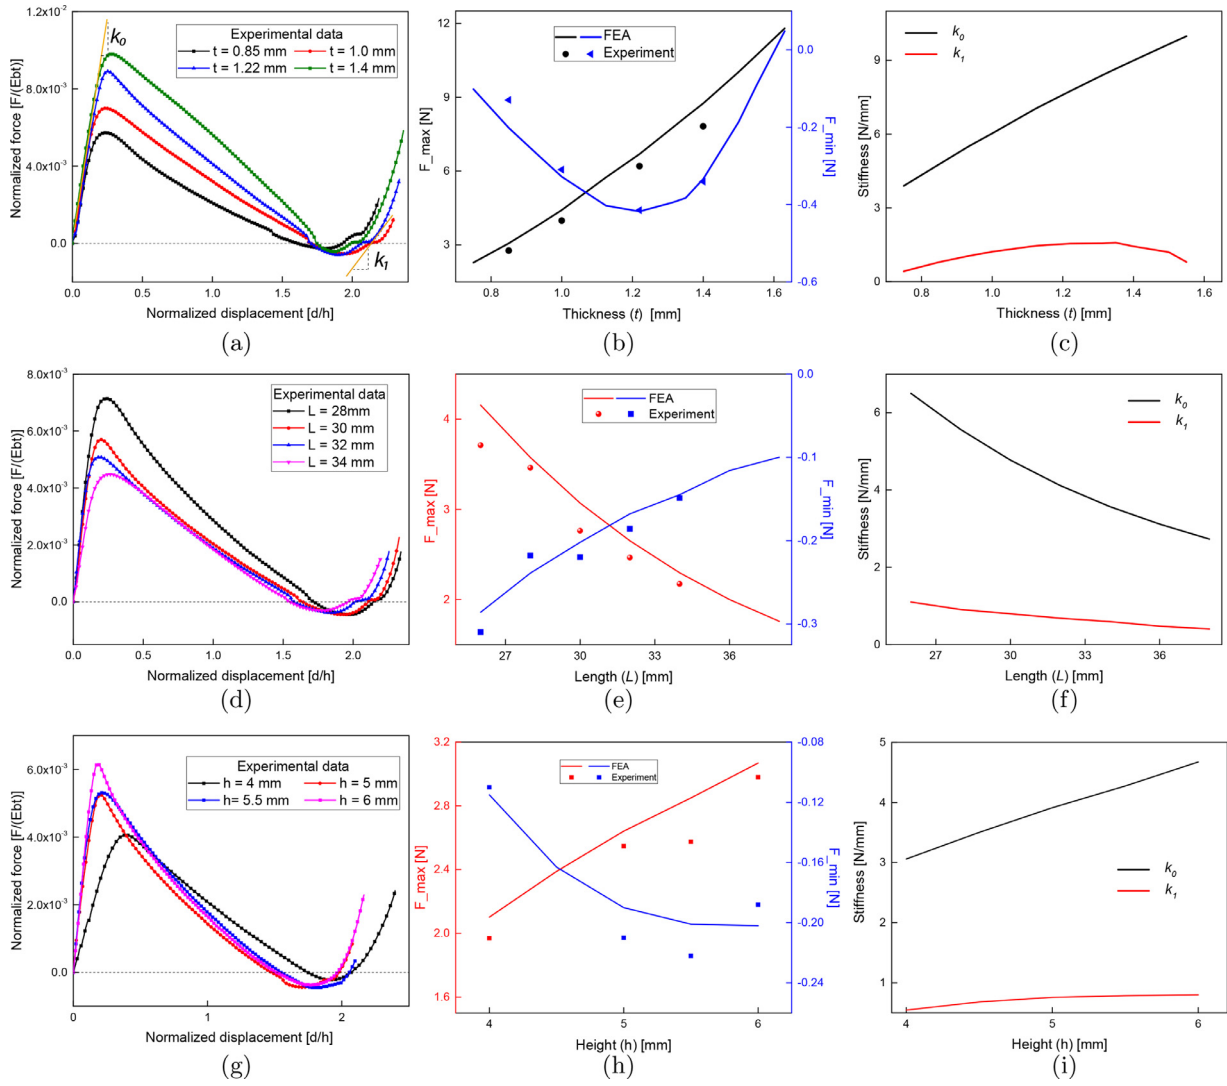 1.2x10⁻²
8.0x10⁻³
4.0x10⁻³
0.0
0.0 0.5 1.0 1.5 2.0
Normalized force [F/(Ebt)]
Normalized displacement [d/h]
k₀
k₁
Experimental data
t = 0.85 mm t = 1.0 mm
t = 1.22 mm t = 1.4 mm
(a)
12
9
6
3
F_max [N]
FEA
Experiment
0.0
-0.2
-0.4
-0.6
F_min [N]
0.8 1.0 1.2 1.4 1.6
Thickness (t) [mm]
(b)
9
6
3
0
Stiffness [N/mm]
k₀
k₁
0.8 1.0 1.2 1.4 1.6
Thickness (t) [mm]
(c)
8.0x10⁻³
6.0x10⁻³
4.0x10⁻³
2.0x10⁻³
0.0
Normalized force [F/(Ebt)]
Experimental data
L = 28mm
L = 30 mm
L = 32 mm
L = 34 mm
0.0 0.5 1.0 1.5 2.0
Normalized displacement [d/h]
(d)
4
3
2
F_max [N]
FEA
Experiment
0.0
-0.1
-0.2
-0.3
F_min [N]
27 30 33 36
Length (L) [mm]
(e)
6
4
2
0
Stiffness [N/mm]
k₀
k₁
27 30 33 36
Length (L) [mm]
(f)
6.0x10⁻³
4.0x10⁻³
2.0x10⁻³
0.0
Normalized force [F/(Ebt)]
Experimental data
h = 4 mm h = 5 mm
h= 5.5 mm h = 6 mm
0 1 2
Normalized displacement [d/h]
(g)
3.2
2.8
2.4
2.0
1.6
F_max [N]
FEA
Experiment
-0.08
-0.12
-0.16
-0.20
-0.24
F_min [N]
4 5 6
Height (h) [mm]
(h)
5
4
3
2
1
Stiffness [N/mm]
k₀
k₁
4 5 6
Height (h) [mm]
(i)